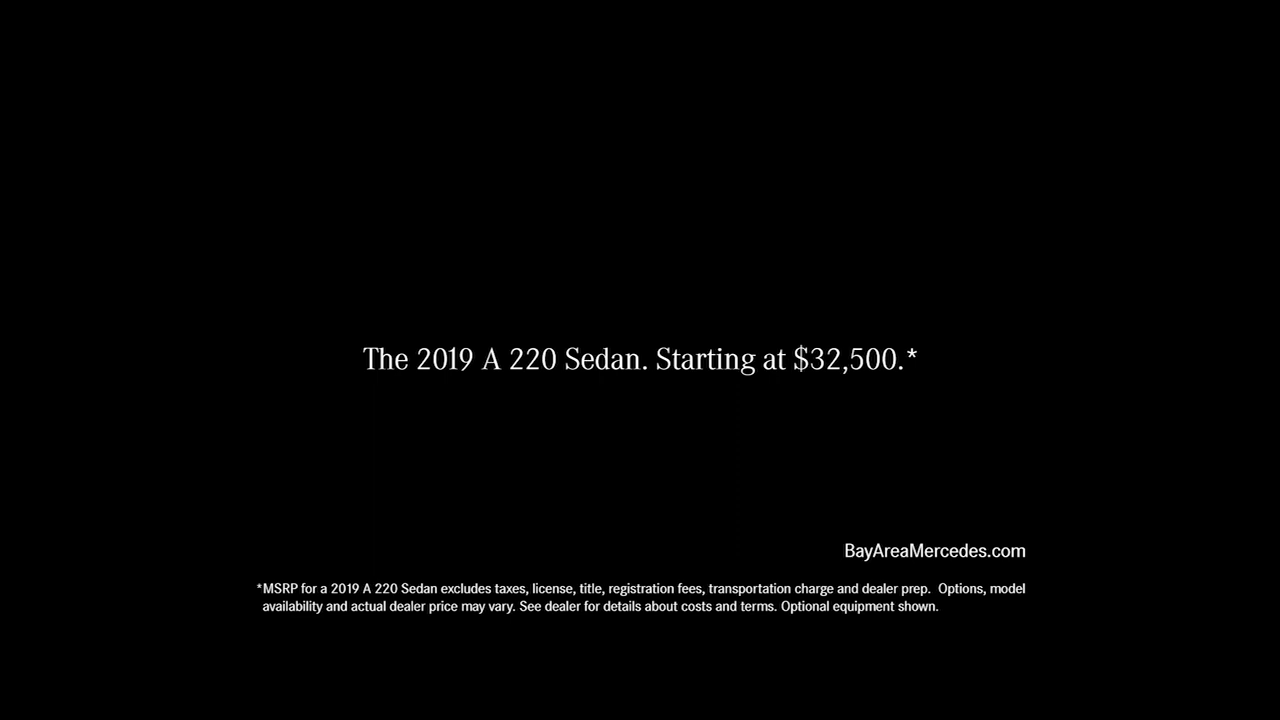 The 2019 A 220 Sedan. Starting at $32,500.*
BayAreaMercedes.com
*MSRP for a 2019 A 220 Sedan excludes taxes, license, title, registration fees, transportation charge and dealer prep.  Options, model
availability and actual dealer price may vary. See dealer for details about costs and terms. Optional equipment shown.